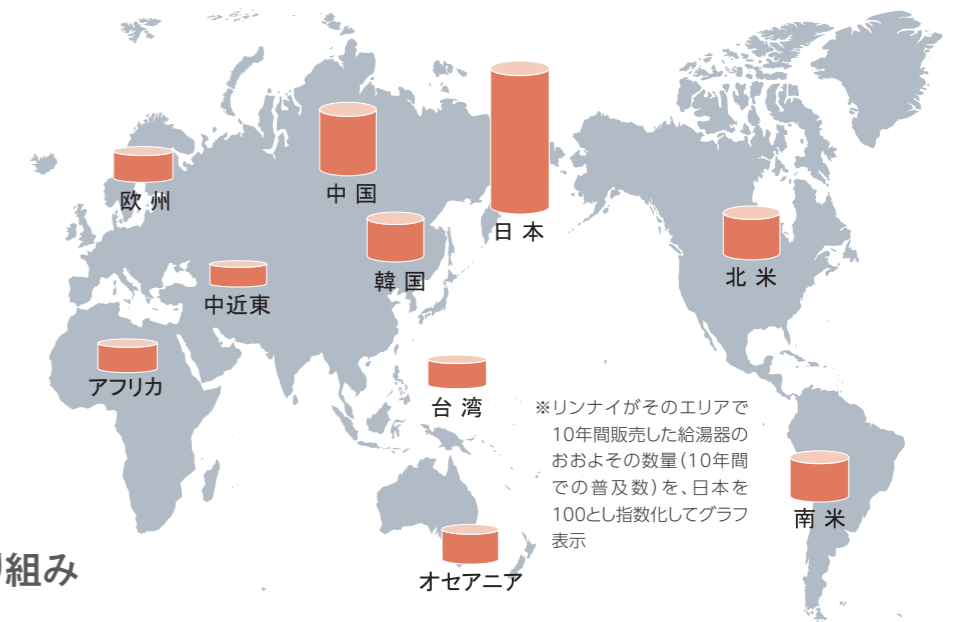 欧 州
中 国
日 本
韓 国
中近東
北 米
アフリカ
台 湾
※リンナイがそのエリアで
10年間販売した給湯器の
おおよその数量（10年間
での普及数）を、日本を
100とし指数化してグラフ
表示
南 米
オセアニア
組み